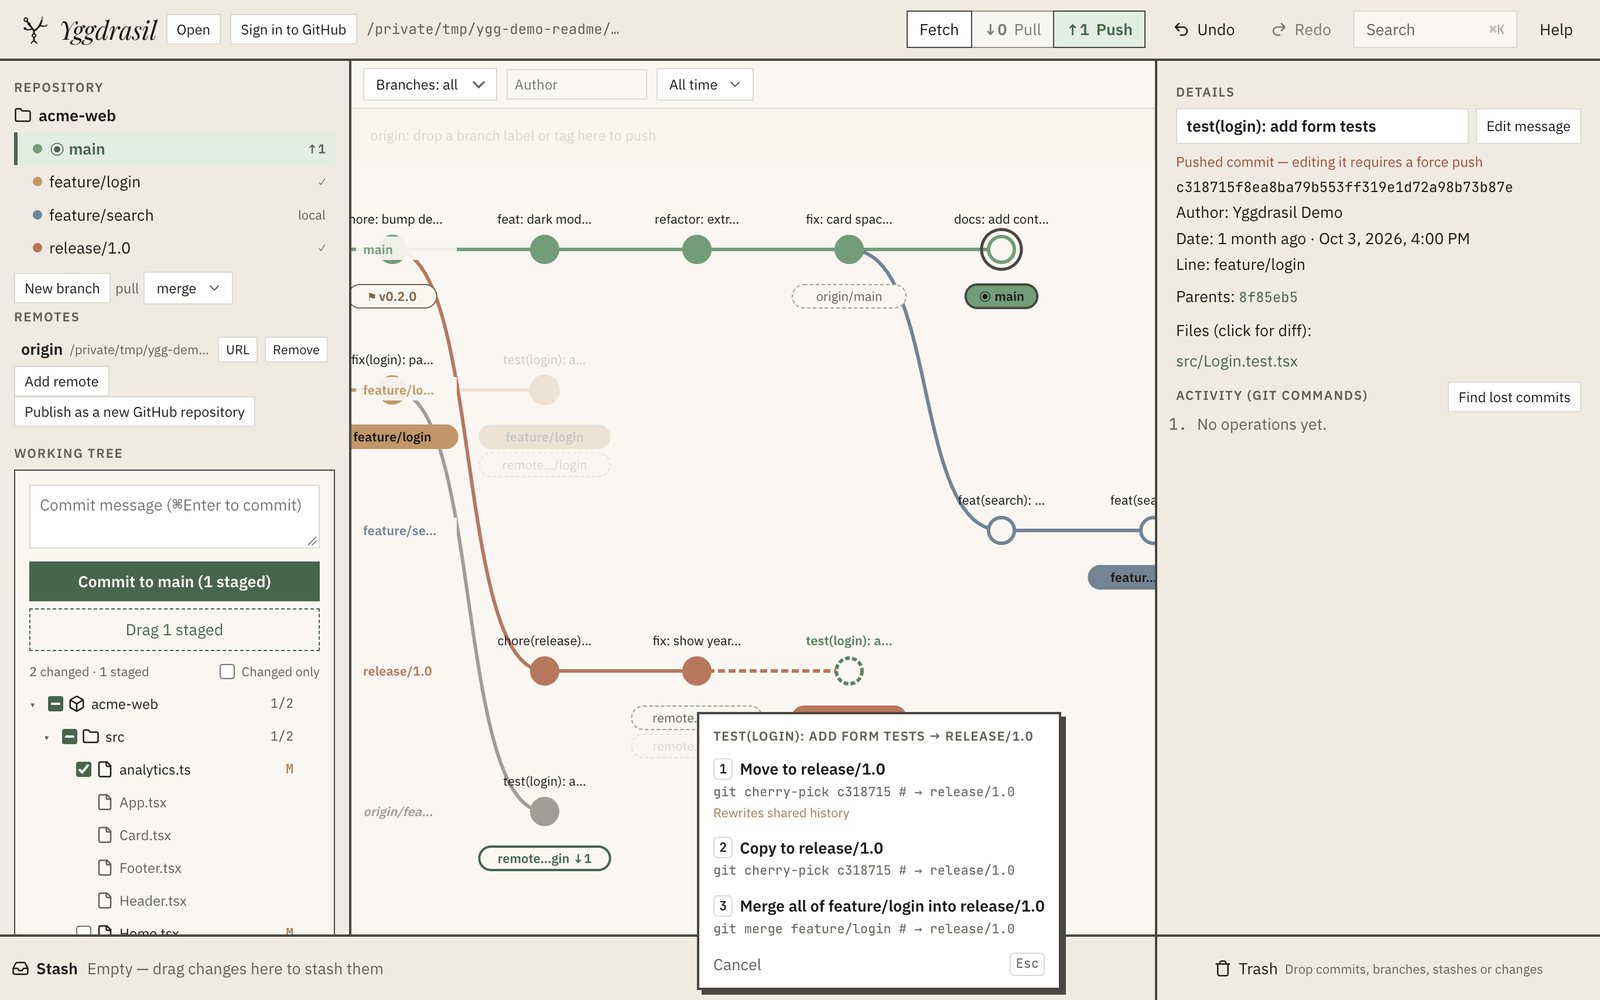 Yggdrasil Open Sign in to GitHub /private/tmp/ygg-demo-readme/… Fetch ↓0 Pull ↑1 Push Undo Redo Search ⌘K Help
REPOSITORY
acme-web
main ↑1
feature/login ✓
feature/search local
release/1.0 ✓
New branch pull merge
REMOTES
origin /private/tmp/ygg-dem… URL Remove
Add remote
Publish as a new GitHub repository
WORKING TREE
Commit message (⌘Enter to commit)
Commit to main (1 staged)
Drag 1 staged
2 changed · 1 staged Changed only
acme-web 1/2
src 1/2
analytics.ts M
App.tsx
Card.tsx
Footer.tsx
Header.tsx
Home.tsx M
Branches: all Author All time
origin: drop a branch label or tag here to push
hore: bump de… feat: dark mod… refactor: extr… fix: card spac… docs: add cont…
main
v0.2.0 origin/main main
fix(login): pa… test(login): a…
feature/lo…
feature/login feature/login
remote…/login
feat(search): … feat(sea
feature/se…
featur…
chore(release)… fix: show year… test(login): a…
release/1.0
remote.
remote.
test(login): a…
origin/fea…
remote…gin ↓1
TEST(LOGIN): ADD FORM TESTS → RELEASE/1.0
1 Move to release/1.0
git cherry-pick c318715 # → release/1.0
Rewrites shared history
2 Copy to release/1.0
git cherry-pick c318715 # → release/1.0
3 Merge all of feature/login into release/1.0
git merge feature/login # → release/1.0
Cancel Esc
DETAILS
test(login): add form tests Edit message
Pushed commit — editing it requires a force push
c318715f8ea8ba79b553ff319e1d72a98b73b87e
Author: Yggdrasil Demo
Date: 1 month ago · Oct 3, 2026, 4:00 PM
Line: feature/login
Parents: 8f85eb5
Files (click for diff):
src/Login.test.tsx
ACTIVITY (GIT COMMANDS) Find lost commits
1. No operations yet.
Stash Empty — drag changes here to stash them
Trash Drop commits, branches, stashes or changes